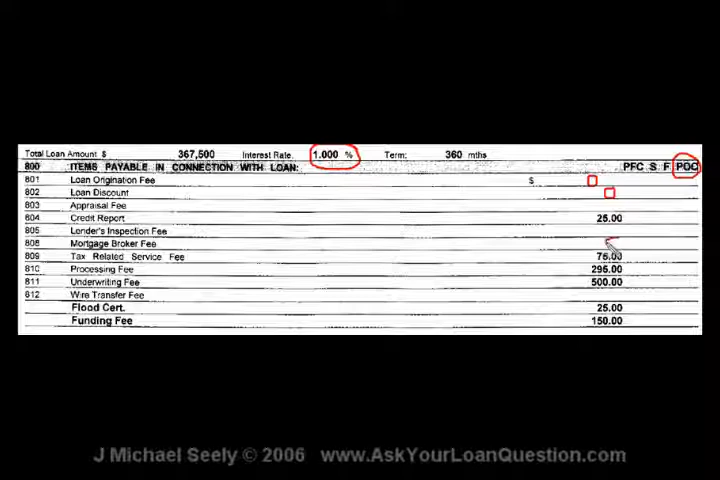 Total Loan Amount $ 367,500 Interest Rate. 1.000 % Term: 360 mths
800 ITEMS PAYABLE IN CONNECTION WITH LOAN: PFC S F POC
801 Loan Origination Fee $
802 Loan Discount
803 Appraisal Fee
804 Credit Report 25.00
805 Lender's Inspection Fee
808 Mortgage Broker Fee
809 Tax Related Service Fee 75.00
810 Processing Fee 295.00
811 Underwriting Fee 500.00
812 Wire Transfer Fee
Flood Cert. 25.00
Funding Fee 150.00
J Michael Seely © 2006 www.AskYourLoanQuestion.com